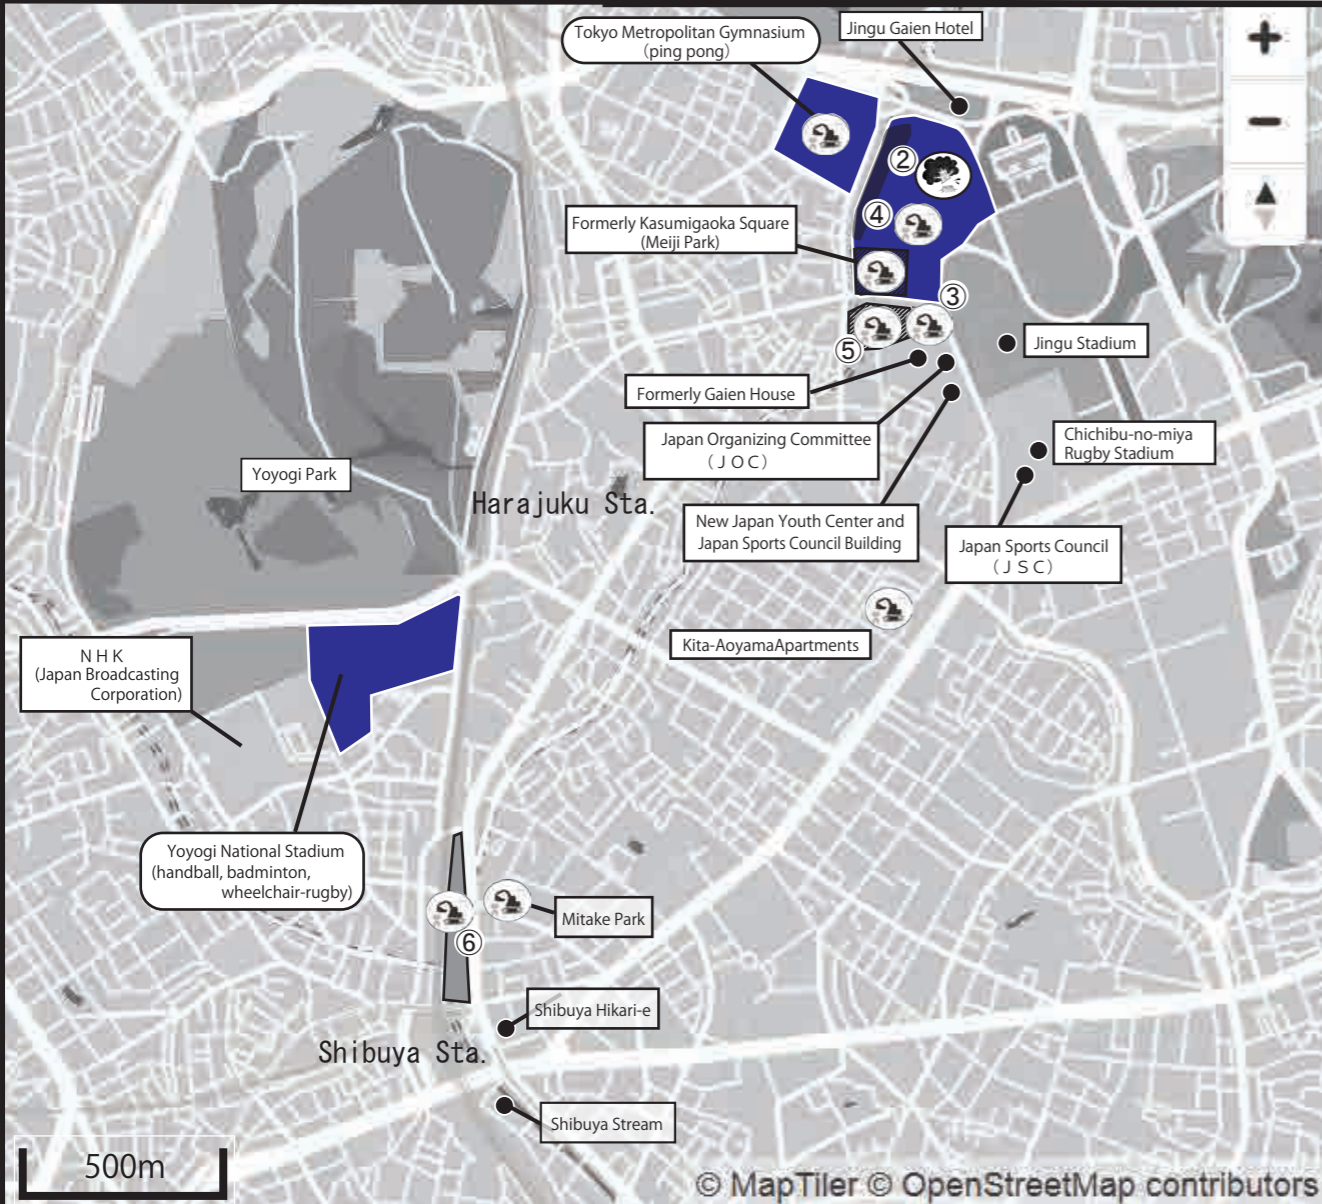 Tokyo Metropolitan Gymnasium
(ping pong)
Jingu Gaien Hotel
+
−
②
④
Formerly Kasumigaoka Square
(Meiji Park)
③
⑤
Jingu Stadium
Formerly Gaien House
Japan Organizing Committee
(ＪＯＣ)
Chichibu-no-miya
Rugby Stadium
Yoyogi Park
Harajuku Sta.
New Japan Youth Center and
Japan Sports Council Building
Japan Sports Council
(ＪＳＣ)
Kita-AoyamaApartments
ＮＨＫ
(Japan Broadcasting
Corporation)
Yoyogi National Stadium
(handball, badminton,
wheelchair-rugby)
Mitake Park
⑥
Shibuya Hikari-e
Shibuya Sta.
Shibuya Stream
500m
© MapTiler © OpenStreetMap contributors